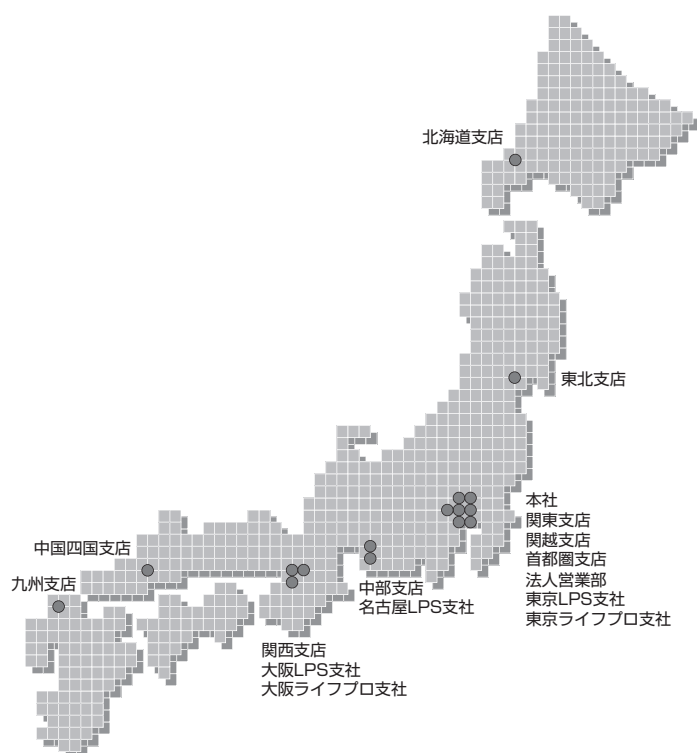 北海道支店
東北支店
本社
関東支店
関越支店
首都圏支店
法人営業部
東京LPS支社
東京ライフプロ支社
中部支店
名古屋LPS支社
関西支店
大阪LPS支社
大阪ライフプロ支社
中国四国支店
九州支店